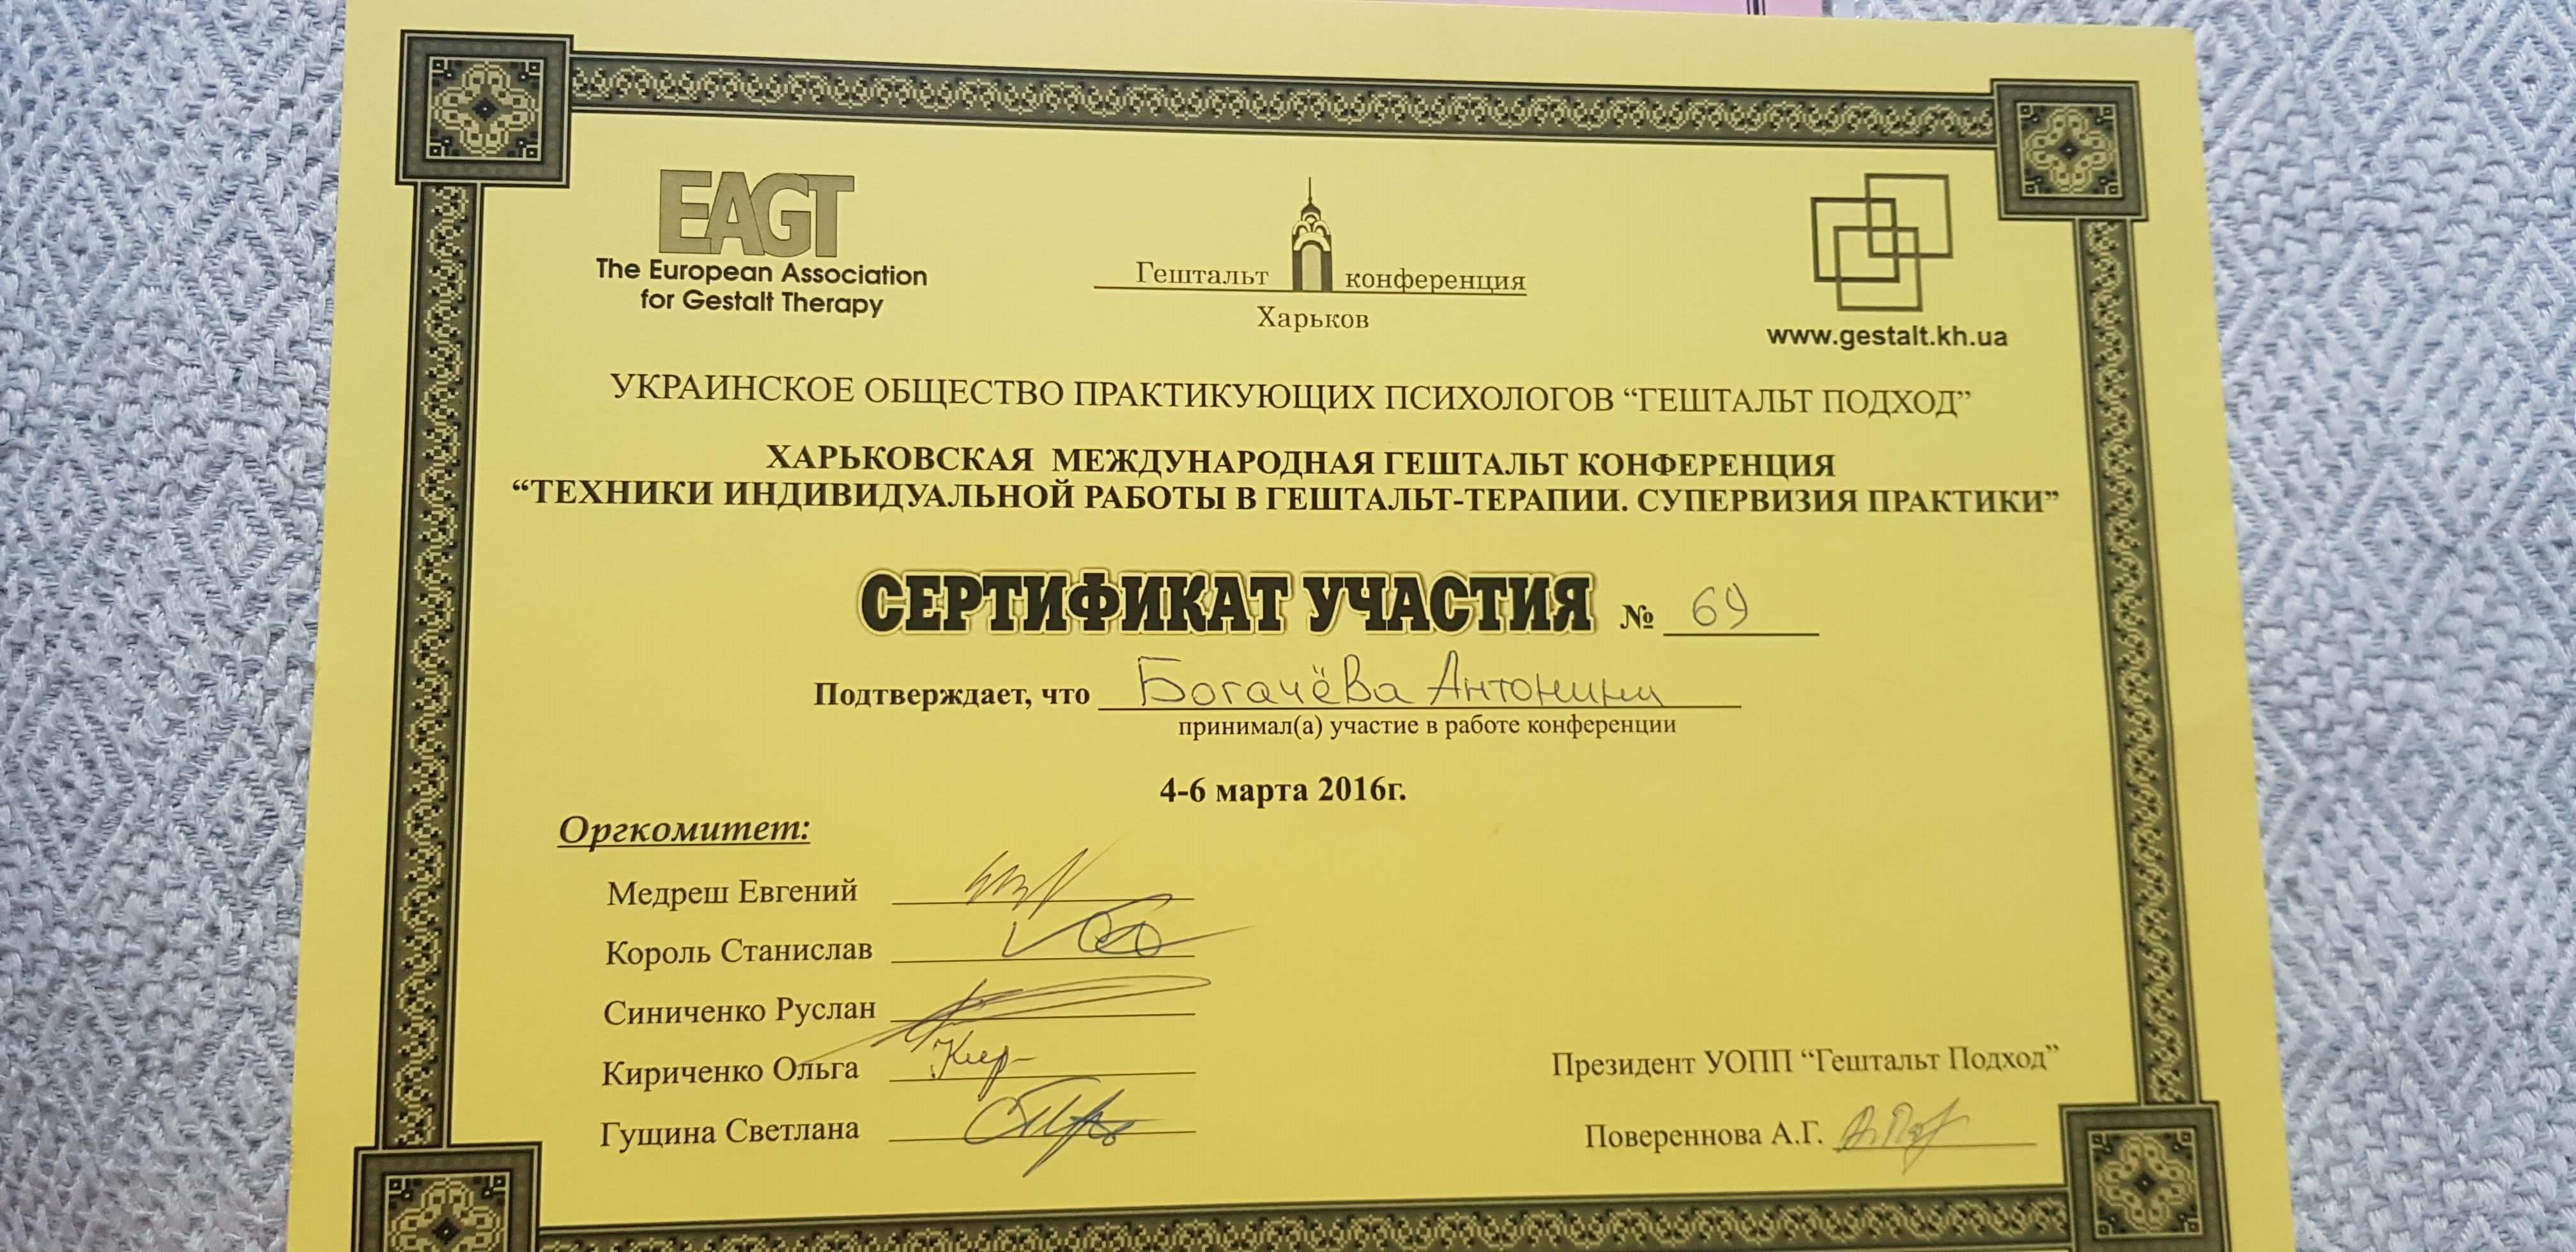 EAGT
The European Association
for Gestalt Therapy
Гештальт конференция
Харьков
www.gestalt.kh.ua
УКРАИНСКОЕ ОБЩЕСТВО ПРАКТИКУЮЩИХ ПСИХОЛОГОВ “ГЕШТАЛЬТ ПОДХОД”
ХАРЬКОВСКАЯ МЕЖДУНАРОДНАЯ ГЕШТАЛЬТ КОНФЕРЕНЦИЯ
“ТЕХНИКИ ИНДИВИДУАЛЬНОЙ РАБОТЫ В ГЕШТАЛЬТ-ТЕРАПИИ. СУПЕРВИЗИЯ ПРАКТИКИ”
СЕРТИФИКАТ УЧАСТИЯ № 69
Подтверждает, что Богачёва Антонина
принимал(а) участие в работе конференции
4-6 марта 2016г.
Оргкомитет:
Медреш Евгений
Король Станислав
Синиченко Руслан
Кириченко Ольга
Гущина Светлана
Президент УОПП “Гештальт Подход”
Повереннова А.Г.